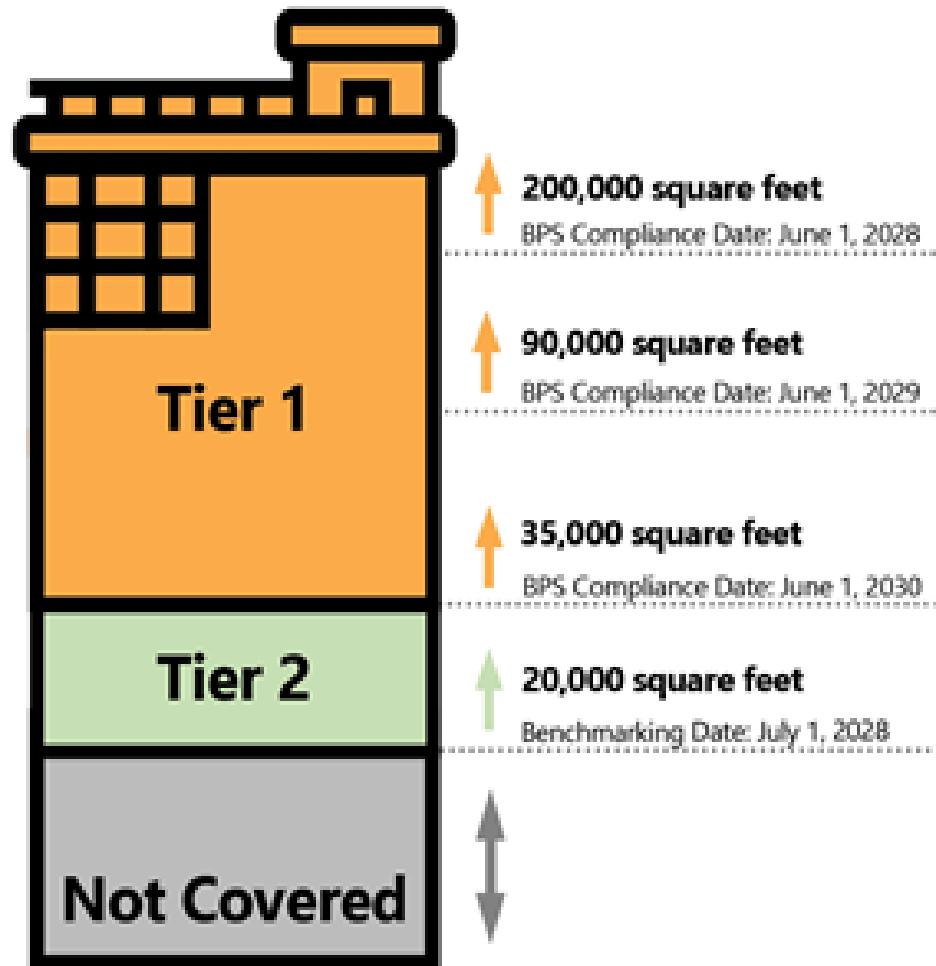 200,000 square feet
BPS Compliance Date: June 1, 2028
90,000 square feet
BPS Compliance Date: June 1, 2029
Tier 1
35,000 square feet
BPS Compliance Date: June 1, 2030
Tier 2
20,000 square feet
Benchmarking Date: July 1, 2028
Not Covered